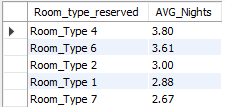 Room_type_reserved AVG_Nights
Room_Type 4 3.80
Room_Type 6 3.61
Room_Type 2 3.00
Room_Type 1 2.88
Room_Type 7 2.67